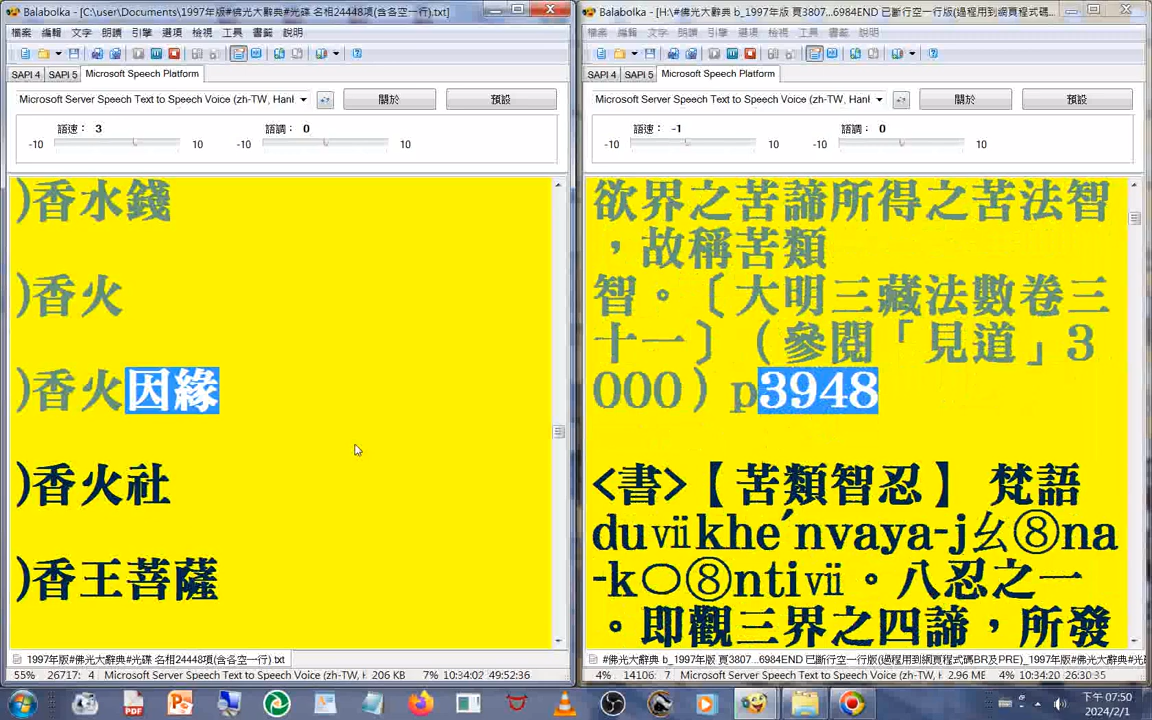 Balabolka - [C:\user\Documents\1997年版#佛光大辭典#光碟 名相24448項(含各空一行).txt]
檔案 編輯 文字 朗讀 引擎 選項 檢視 工具 書籤 說明
SAPI 4 SAPI 5 Microsoft Speech Platform
Microsoft Server Speech Text to Speech Voice (zh-TW, Hanl
關於 預設
語速： 3 語調： 0
-10 10 -10 10
)香水錢
)香火
)香火因緣
)香火社
)香王菩薩
1997年版#佛光大辭典#光碟 名相24448項(含各空一行).txt
55% 26717: 4 Microsoft Server Speech Text to Speech Voice (zh-TW, H 206 KB 7% 10:34:02 49:52:36
Balabolka - [H:\#佛光大辭典 b_1997年版 頁3807...6984END 已斷行空一行版(過程用到網頁程式碼...
檔案 編輯 文字 朗讀 引擎 選項 檢視 工具 書籤 說明
SAPI 4 SAPI 5 Microsoft Speech Platform
Microsoft Server Speech Text to Speech Voice (zh-TW, Hanl
關於 預設
語速： -1 語調： 0
-10 10 -10 10
欲界之苦諦所得之苦法智
，故稱苦類
智。〔大明三藏法數卷三
十一〕（參閱「見道」3
000）p3948
<書>【苦類智忍】 梵語
duⅶkhe′nvaya-j幺⑧na
-k○⑧ntiⅶ。八忍之一
。即觀三界之四諦，所發
#佛光大辭典 b_1997年版 頁3807...6984END 已斷行空一行版(過程用到網頁程式碼BR及PRE)_1997年版#光
4% 14106: 7 Microsoft Server Speech Text to Speech Voice (zh-TW, 2.96 ME 4% 10:34:20 26:30:35
下午 07:50
2024/2/1